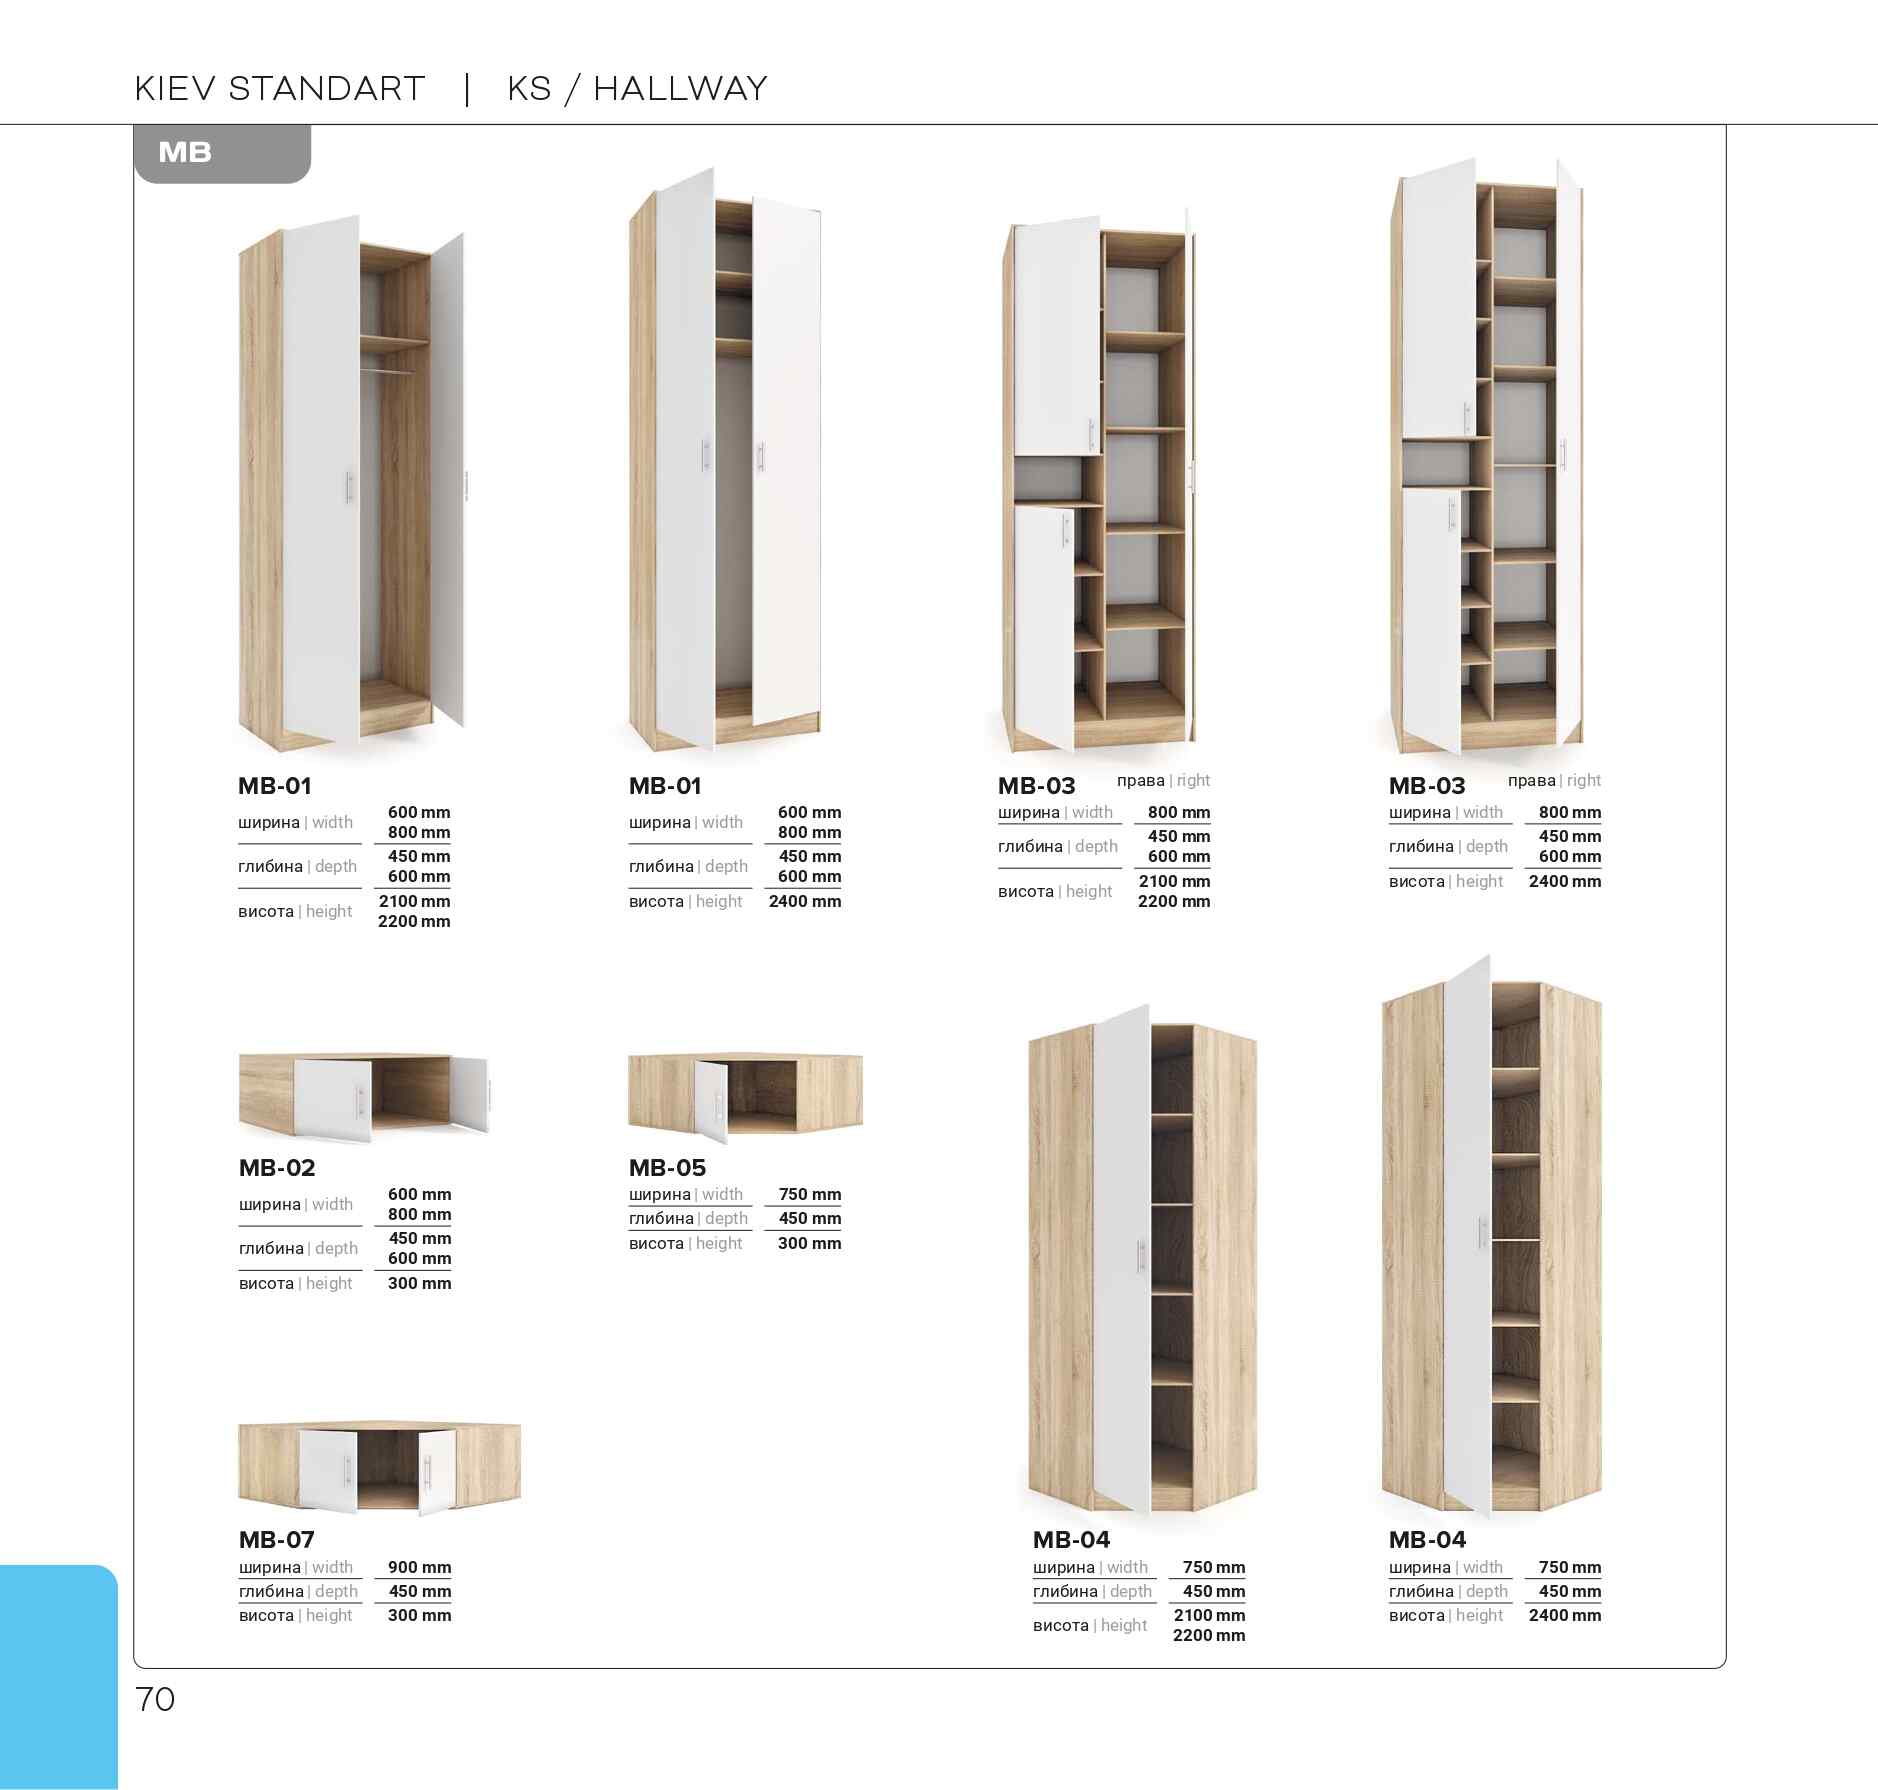 KIEV STANDART | KS / HALLWAY
MB
MB-01
ширина | width 600 mm
800 mm
глибина | depth 450 mm
600 mm
висота | height 2100 mm
2200 mm
MB-01
ширина | width 600 mm
800 mm
глибина | depth 450 mm
600 mm
висота | height 2400 mm
MB-03 права | right
ширина | width 800 mm
глибина | depth 450 mm
600 mm
висота | height 2100 mm
2200 mm
MB-03 права | right
ширина | width 800 mm
глибина | depth 450 mm
600 mm
висота | height 2400 mm
MB-02
ширина | width 600 mm
800 mm
глибина | depth 450 mm
600 mm
висота | height 300 mm
MB-05
ширина | width 750 mm
глибина | depth 450 mm
висота | height 300 mm
MB-07
ширина | width 900 mm
глибина | depth 450 mm
висота | height 300 mm
MB-04
ширина | width 750 mm
глибина | depth 450 mm
висота | height 2100 mm
2200 mm
MB-04
ширина | width 750 mm
глибина | depth 450 mm
висота | height 2400 mm
70